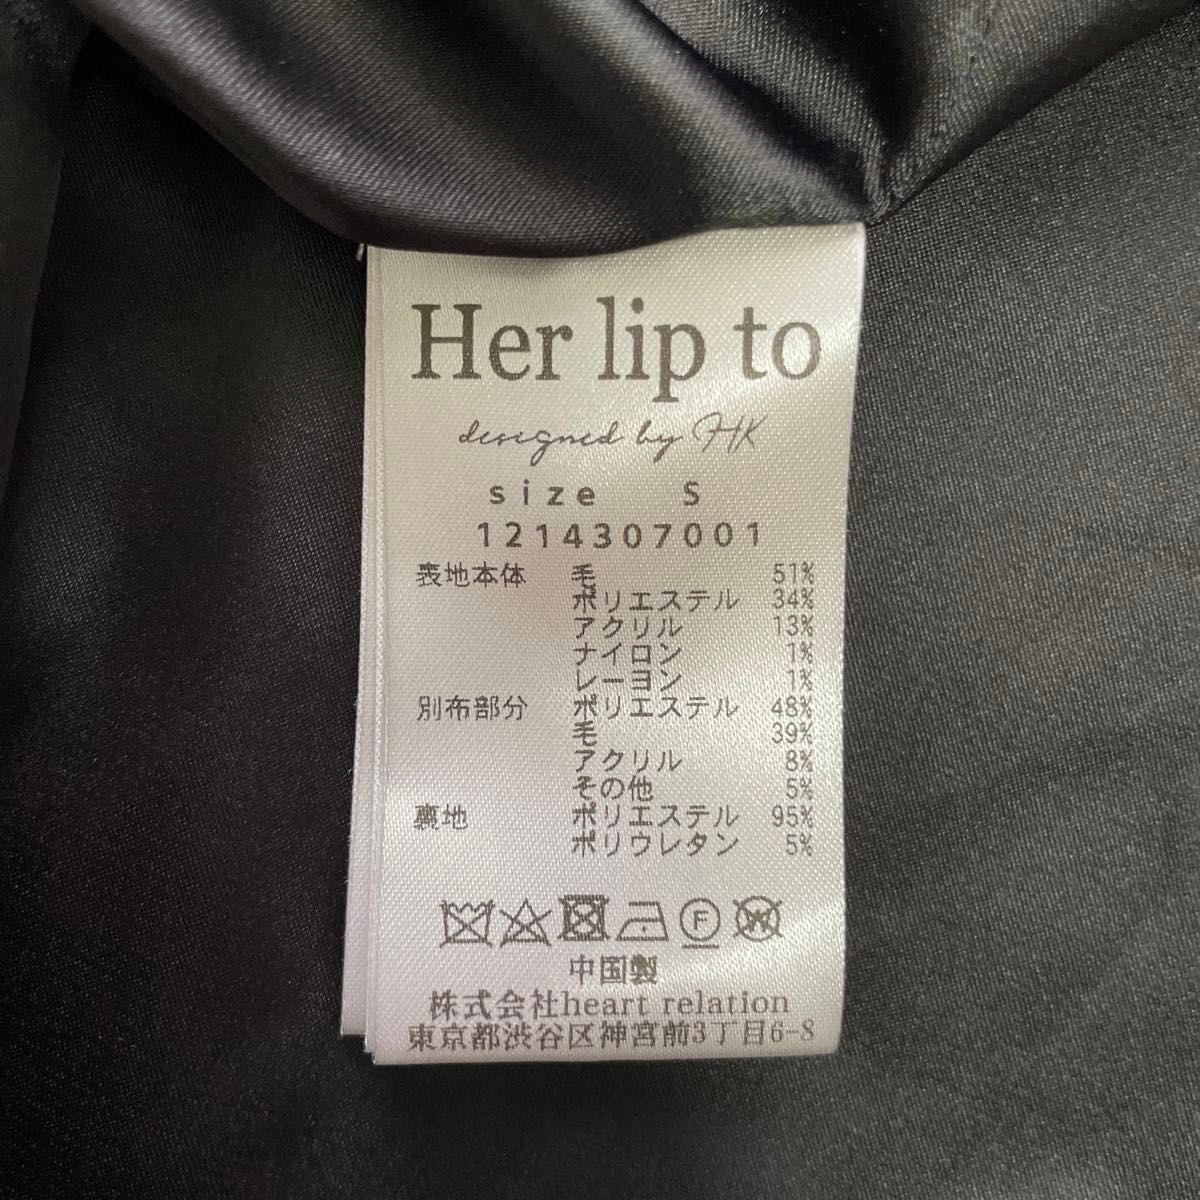 Her lip to
designed by HK
size S
1214307001
表地本体 毛 51%
ポリエステル 34%
アクリル 13%
ナイロン 1%
レーヨン 1%
別布部分 ポリエステル 48%
毛 39%
アクリル 8%
その他 5%
裏地 ポリエステル 95%
ポリウレタン 5%
F W
中国製
株式会社heart relation
東京都渋谷区神宮前3丁目6-8